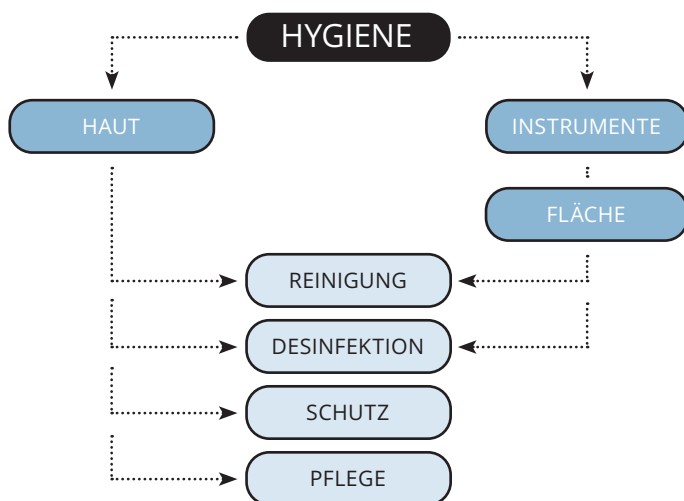 HYGIENE
HAUT
INSTRUMENTE
FLÄCHE
REINIGUNG
DESINFEKTION
SCHUTZ
PFLEGE